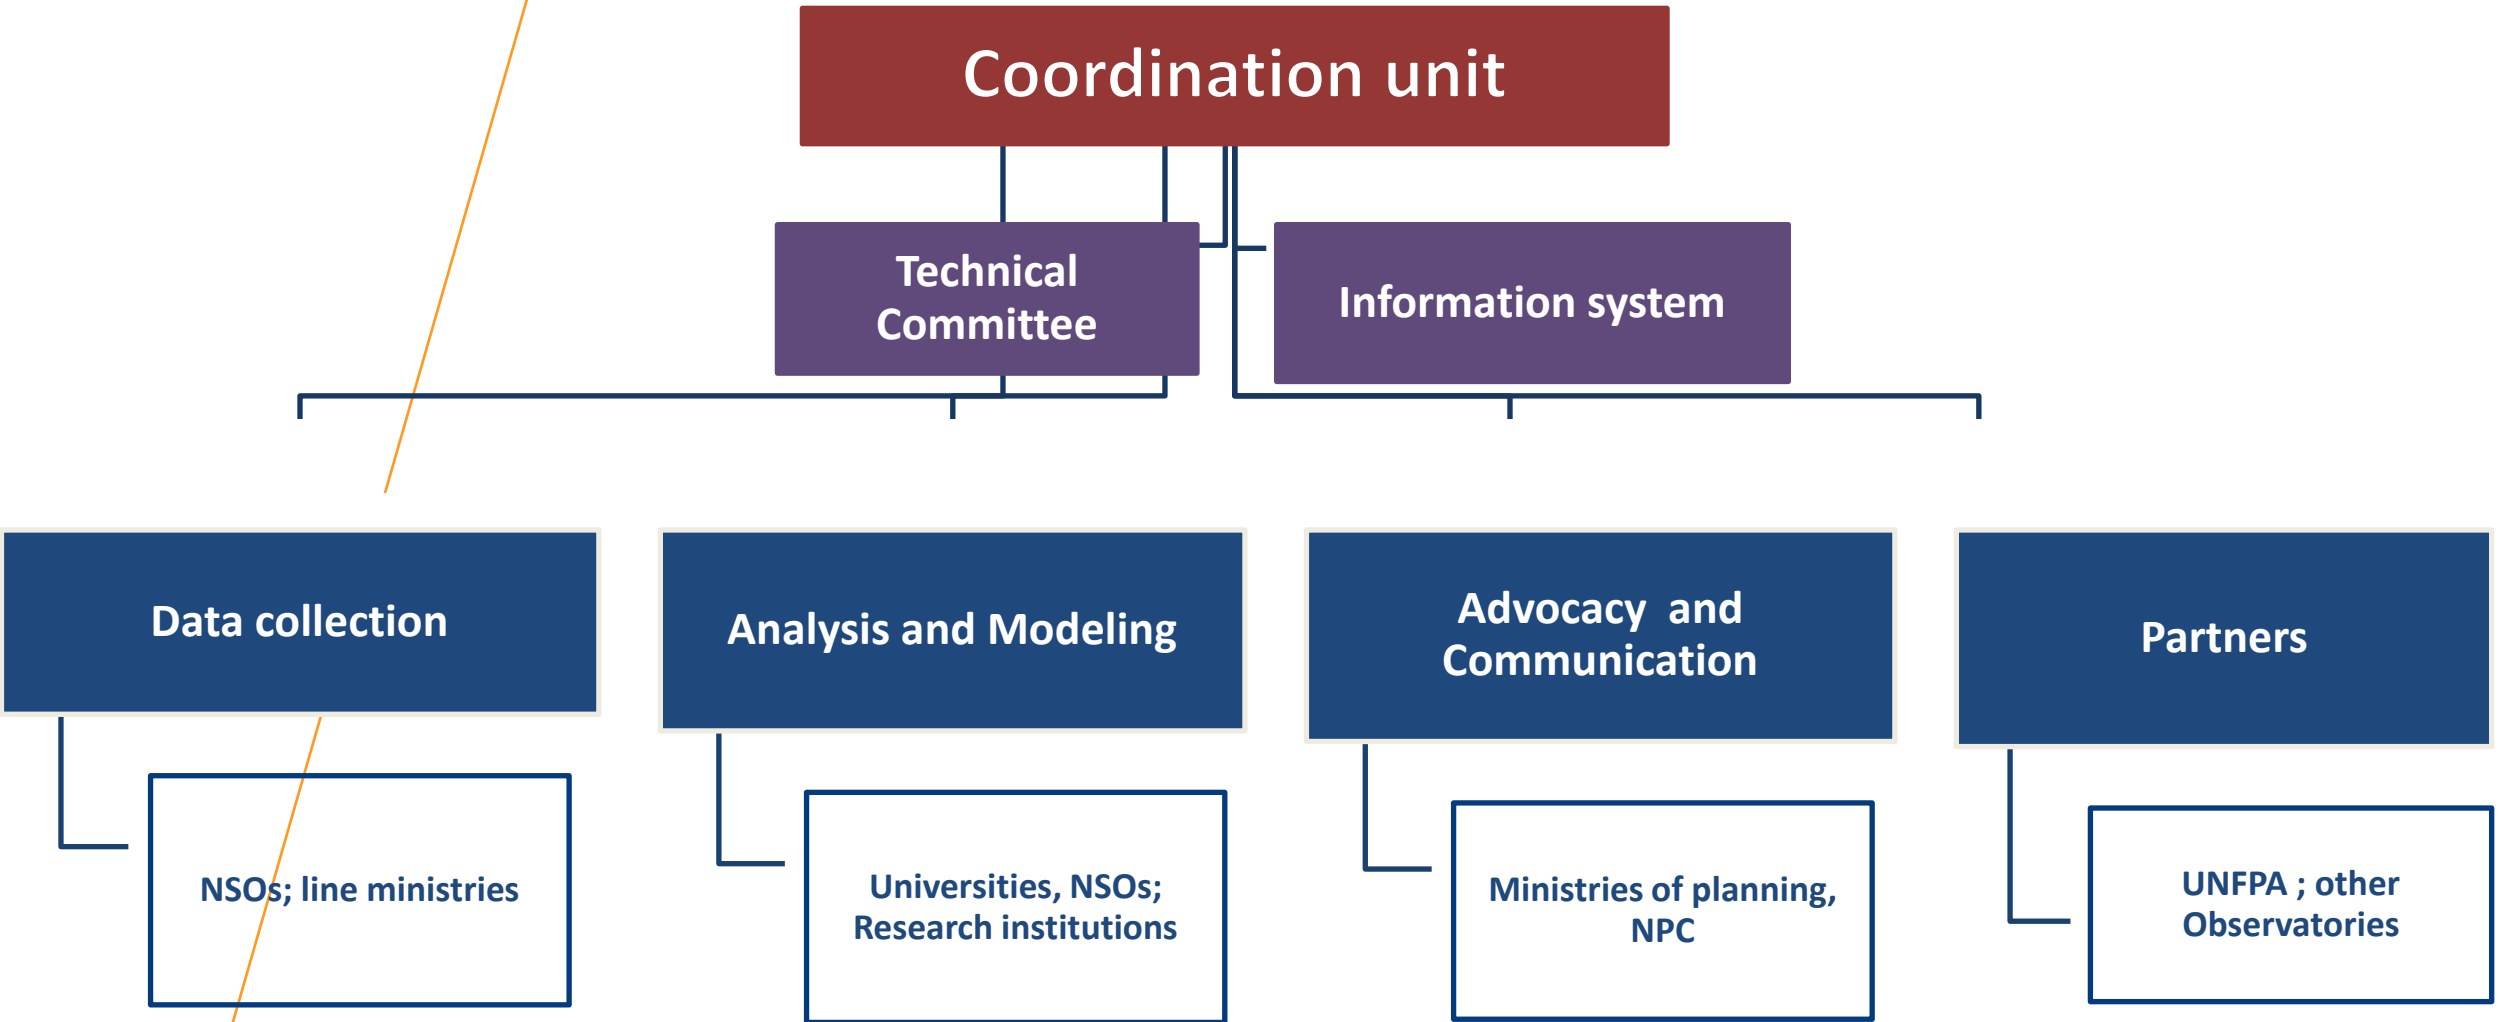 Coordination unit
Technical
Committee
Information system
Data collection
Analysis and Modeling
Advocacy  and
Communication
Partners
NSOs; line ministries
Universities, NSOs;
Research institutions
Ministries of planning,
NPC
UNFPA ; other
Observatories